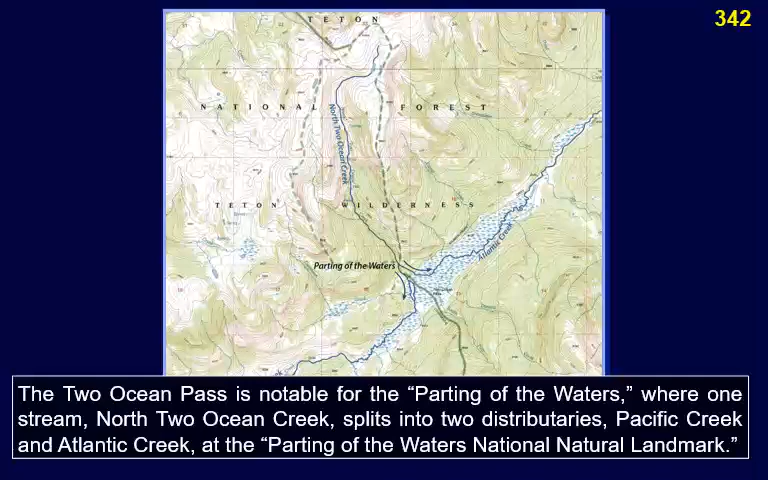 342
TETON
NATIONAL FOREST
North Two Ocean Creek
TETON WILDERNESS
Atlantic Creek
Parting of the Waters
The Two Ocean Pass is notable for the “Parting of the Waters,” where one
stream, North Two Ocean Creek, splits into two distributaries, Pacific Creek
and Atlantic Creek, at the “Parting of the Waters National Natural Landmark.”